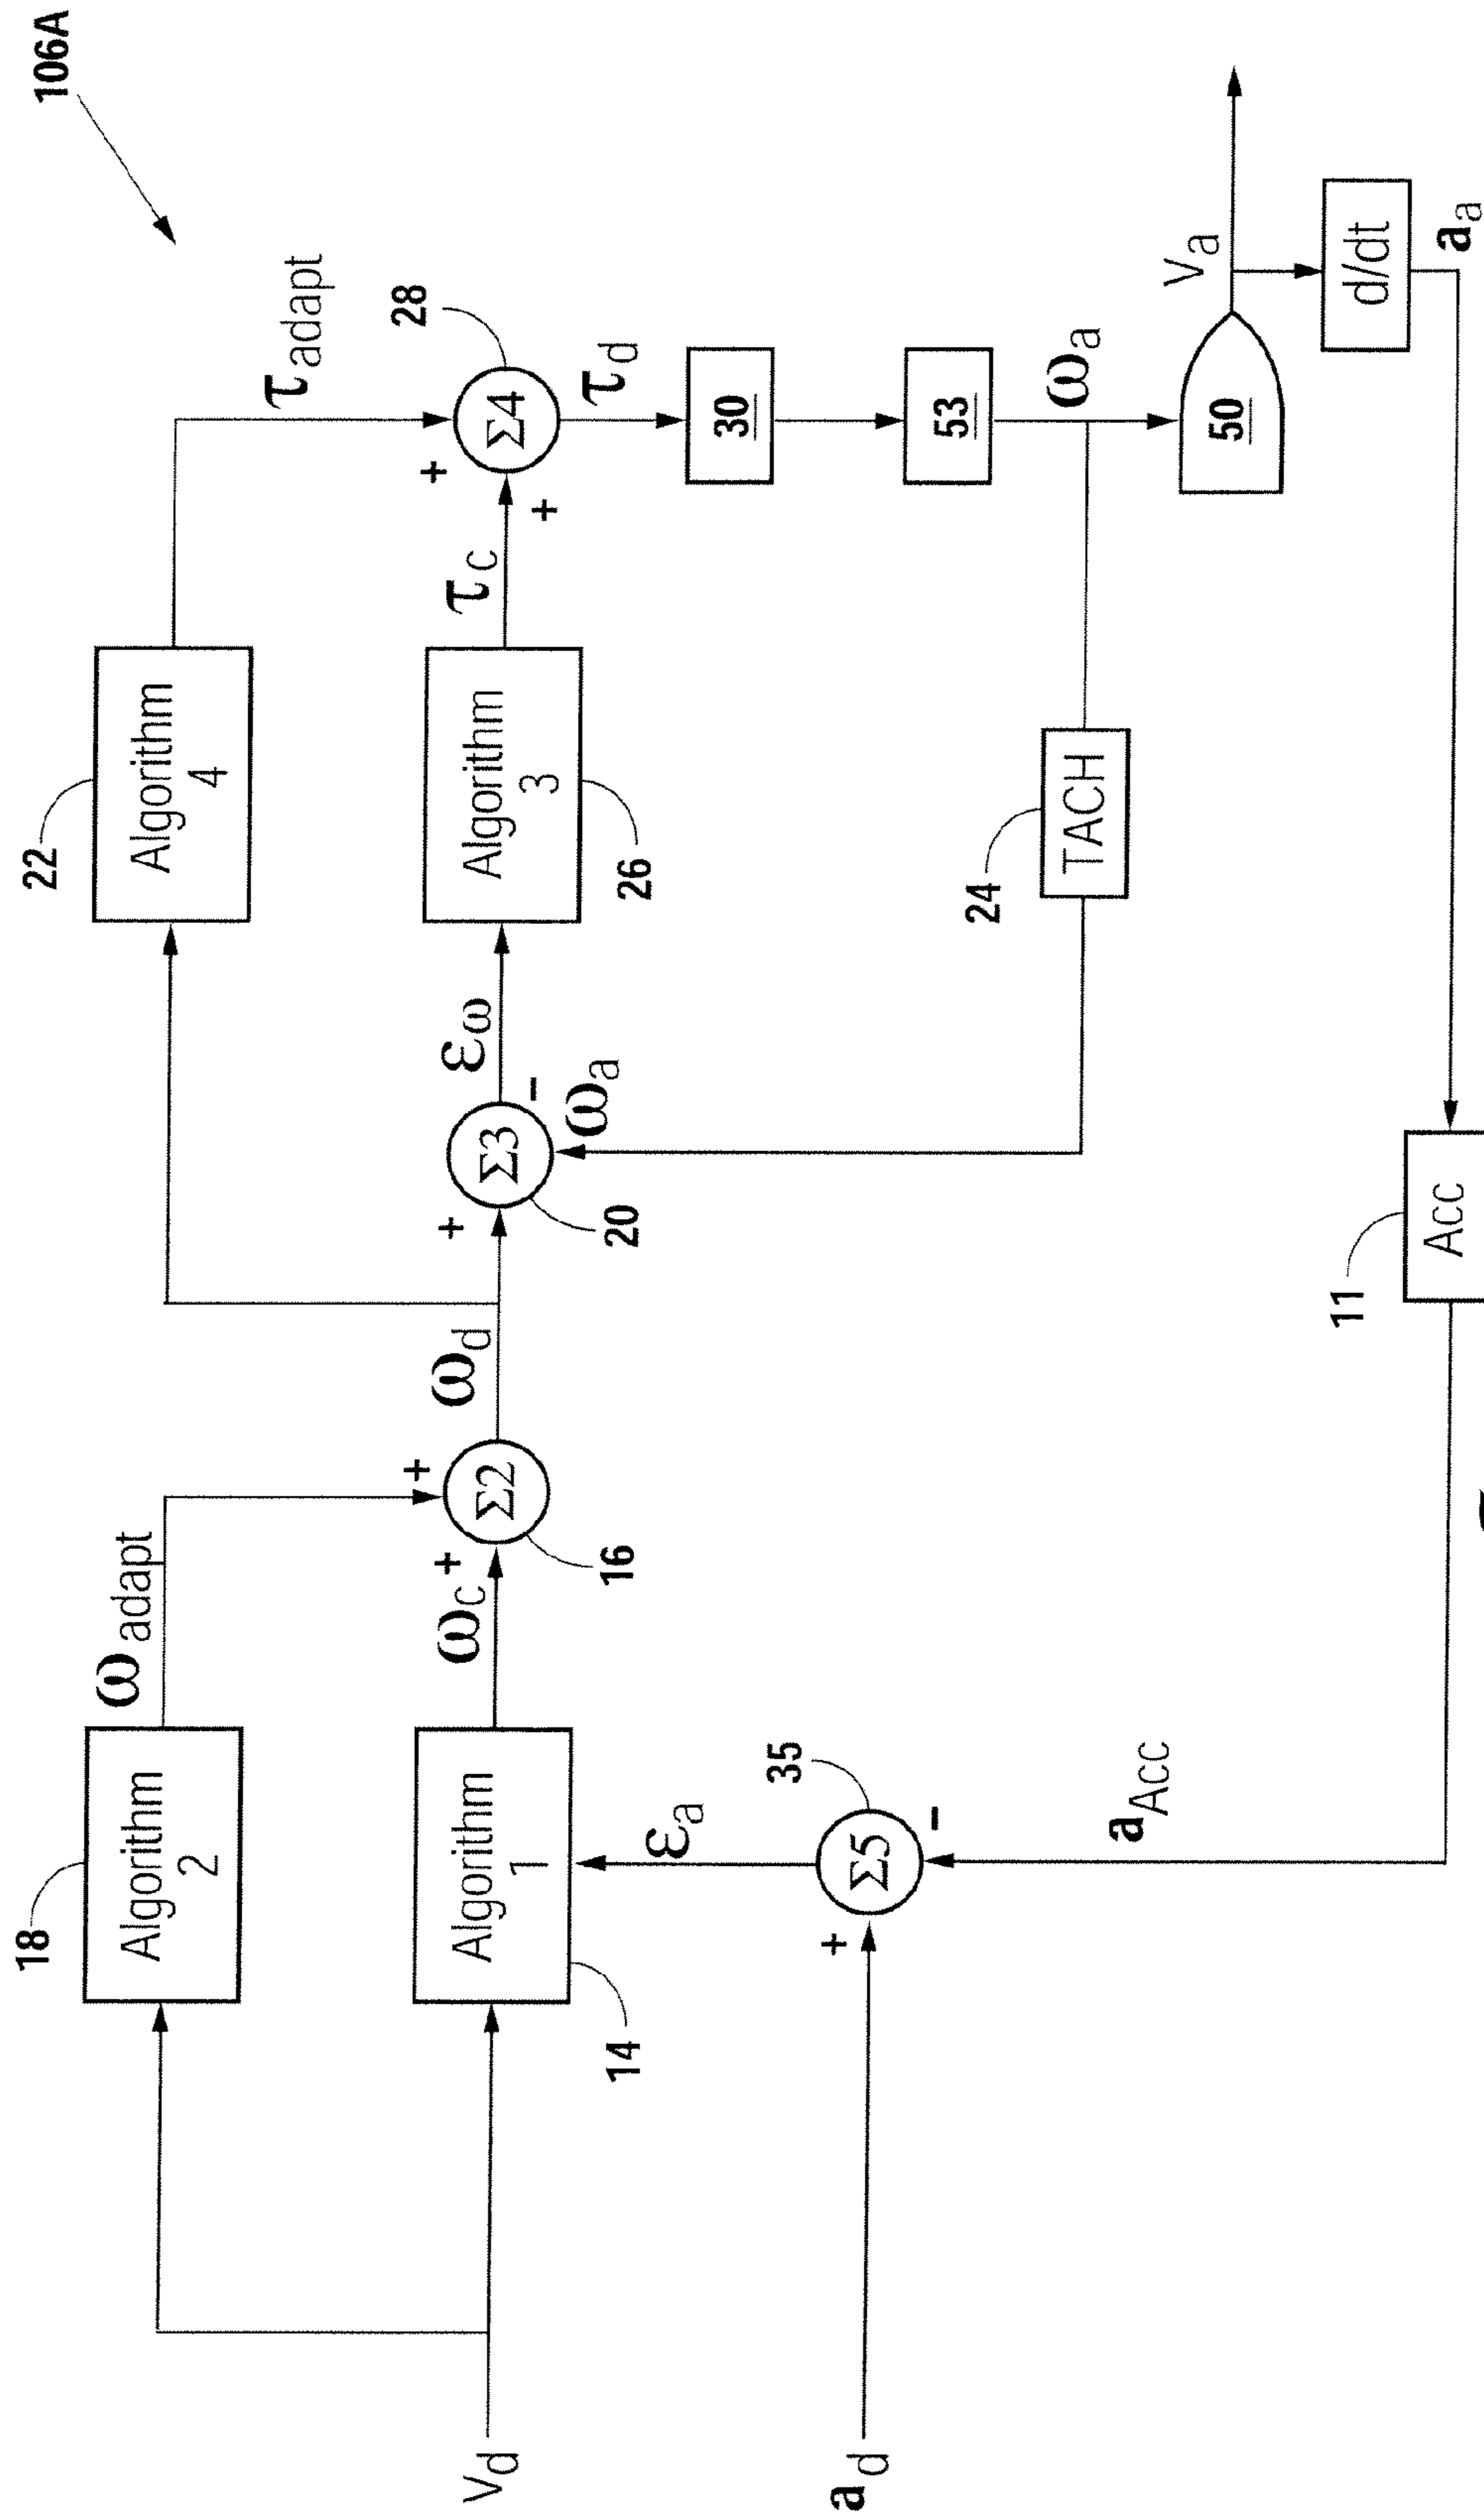 106A
τadapt
22
Algorithm
4
28
Σ4
+
+
τc
τd
30
53
ωa
50
Va
d/dt
aa
Algorithm
3
26
24
TACH
εω
-
ωa
Σ3
+
20
11
Acc
ωd
ωadapt
+
Σ2
16
ωc
+
18
Algorithm
2
Algorithm
1
14
εa
35
Σ5
-
+
aAcc
Vd
ad